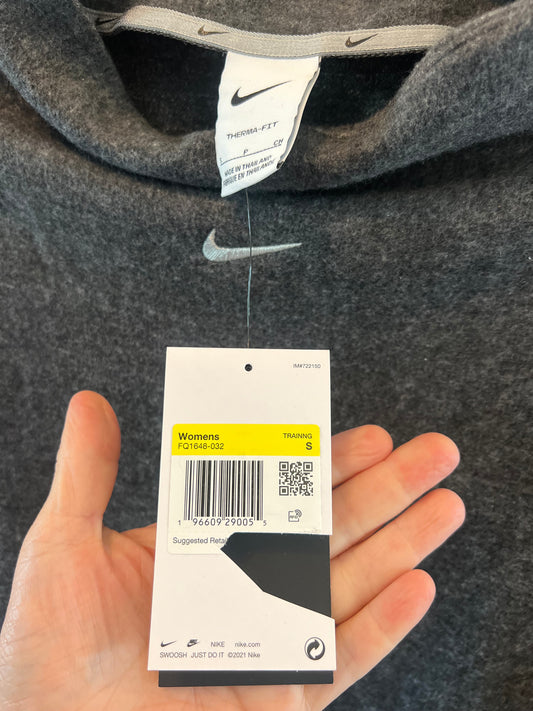 THERMA-FIT
S P CH
MADE IN THAILAND
FABRIQUÉ EN THAÏLANDE
IM#722150
Womens TRAINNG
FQ1648-032 S
1 96609 29005 5
Suggested Retail
NIKE nike.com
SWOOSH JUST DO IT ©2021 Nike